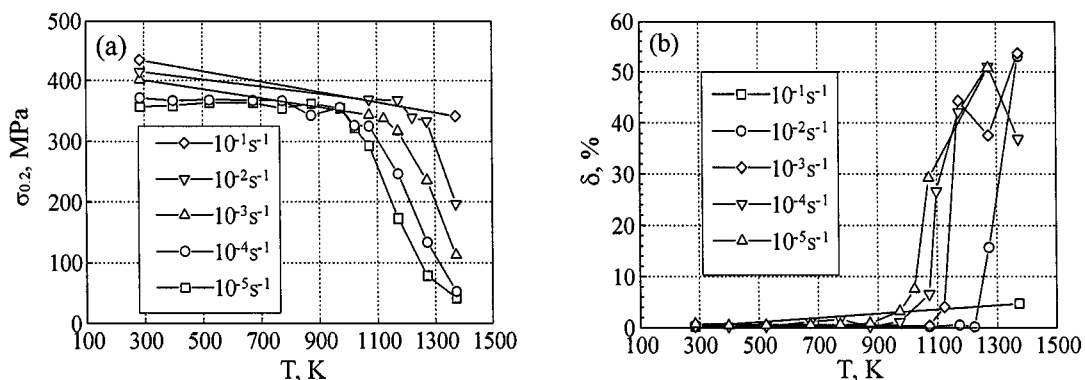 (a)
σ0.2, MPa
500
400
300
200
100
0
10⁻¹s⁻¹
10⁻²s⁻¹
10⁻³s⁻¹
10⁻⁴s⁻¹
10⁻⁵s⁻¹
100 300 500 700 900 1100 1300 1500
T, K
(b)
δ, %
60
50
40
30
20
10
0
10⁻¹s⁻¹
10⁻²s⁻¹
10⁻³s⁻¹
10⁻⁴s⁻¹
10⁻⁵s⁻¹
100 300 500 700 900 1100 1300 1500
T, K